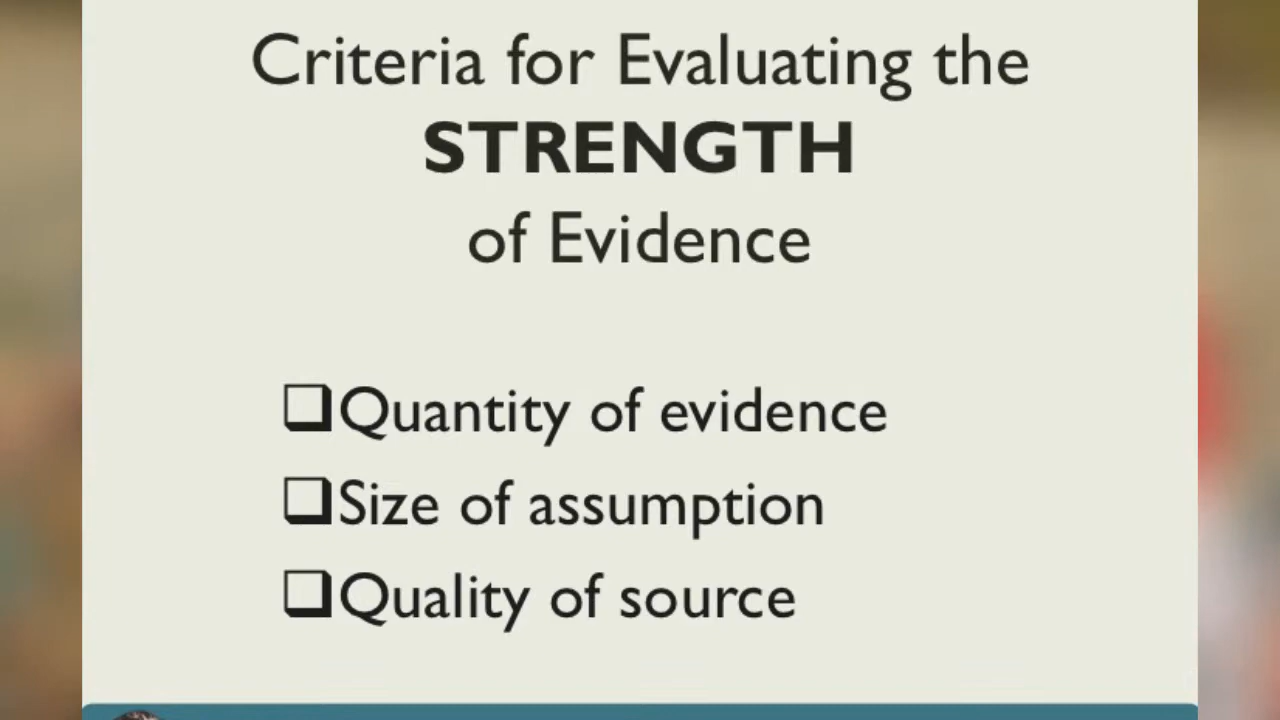 Criteria for Evaluating the
STRENGTH
of Evidence
❑Quantity of evidence
❑Size of assumption
❑Quality of source